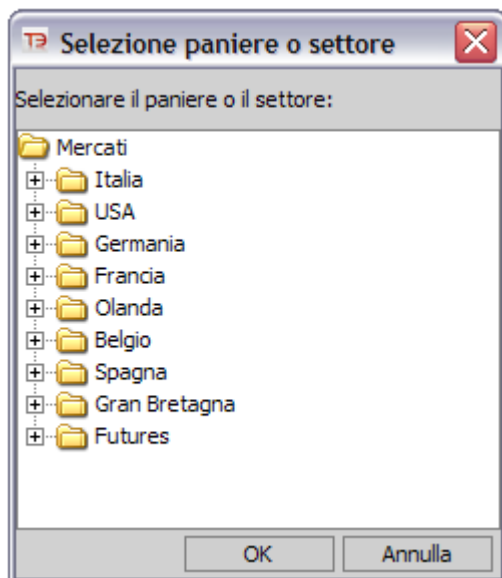 T3 Selezione paniere o settore
Selezionare il paniere o il settore:
Mercati
Italia
USA
Germania
Francia
Olanda
Belgio
Spagna
Gran Bretagna
Futures
OK Annulla